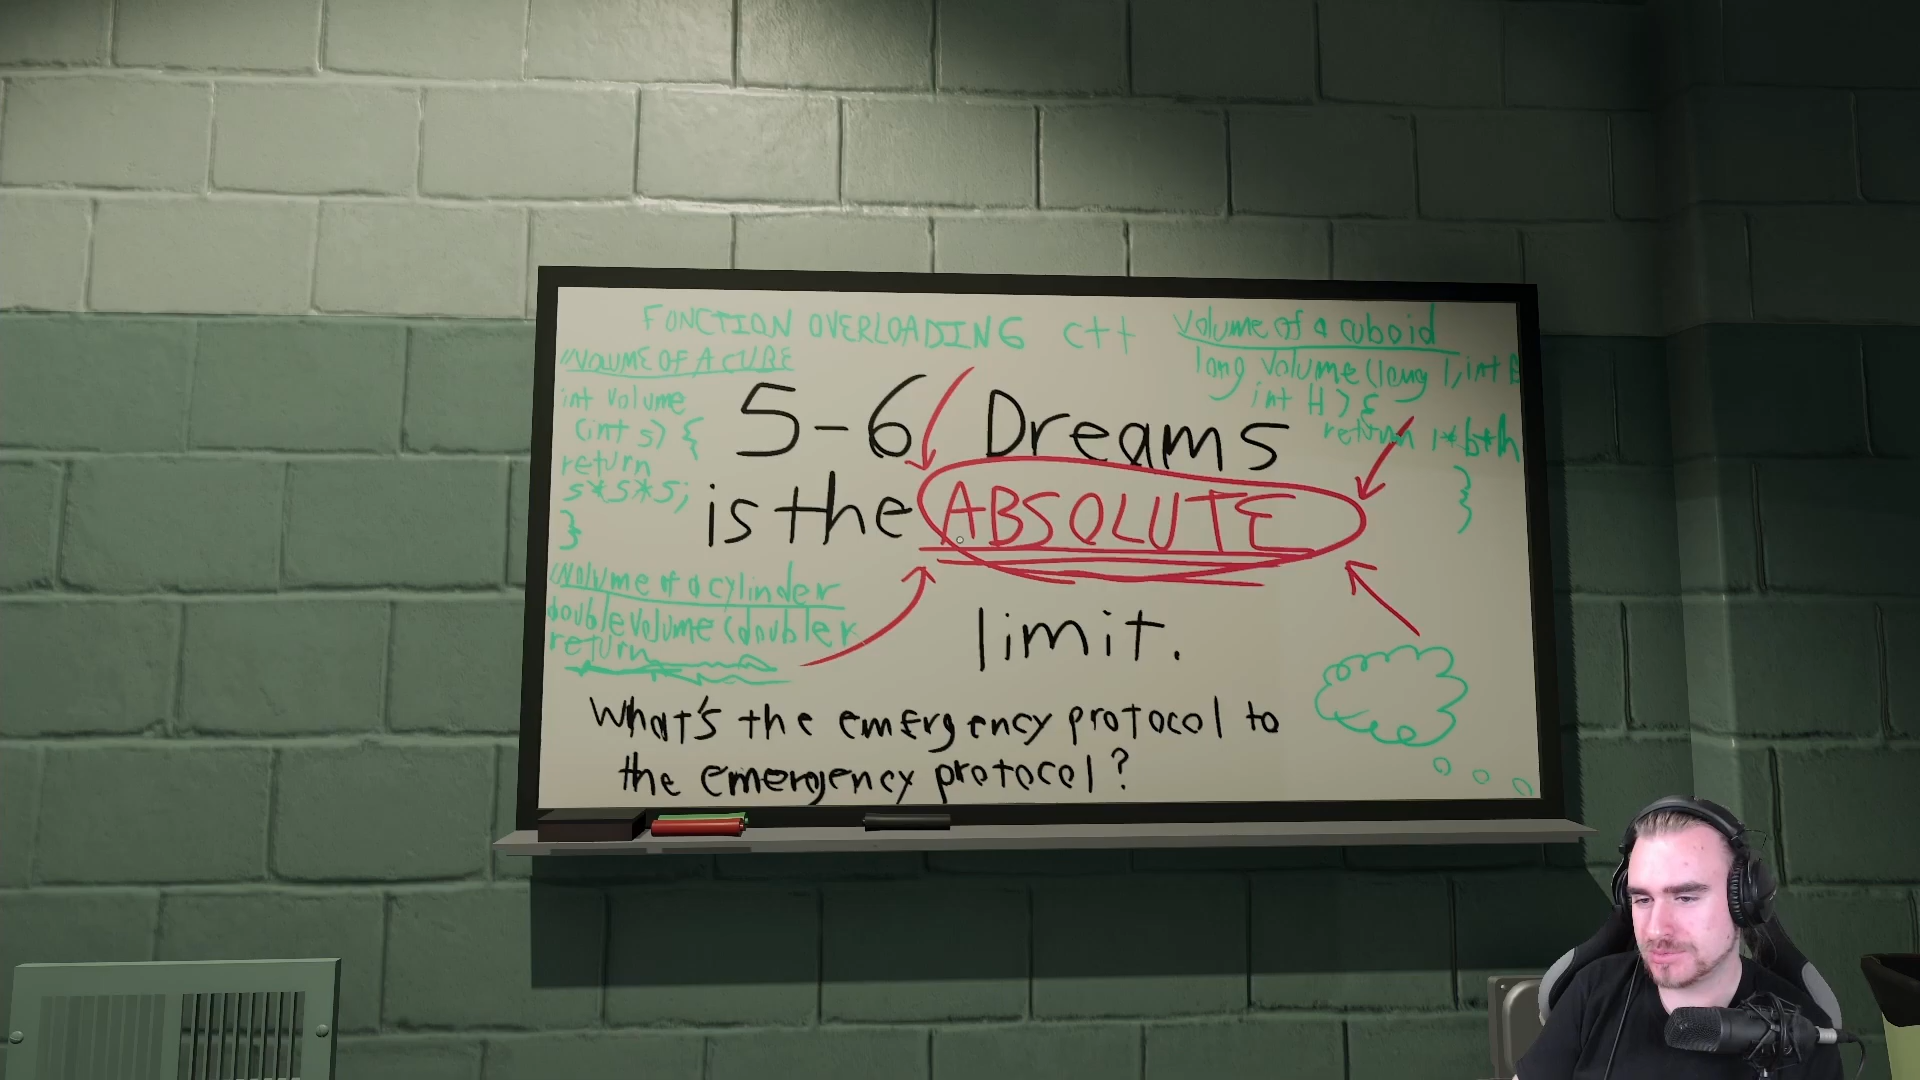 FONCTION OVERLOADING c++
//VOLUME OF A CUBE
int volume
(int s) {
return
s*s*s;
}
Volume of a cuboid
long volume (long l, int B
int H) {
return l*b*h
}
5-6 Dreams
is the ABSOLUTE
limit.
//Volume of a cylinder
double volume (double r
return
What's the emergency protocol to
the emergency protocol?